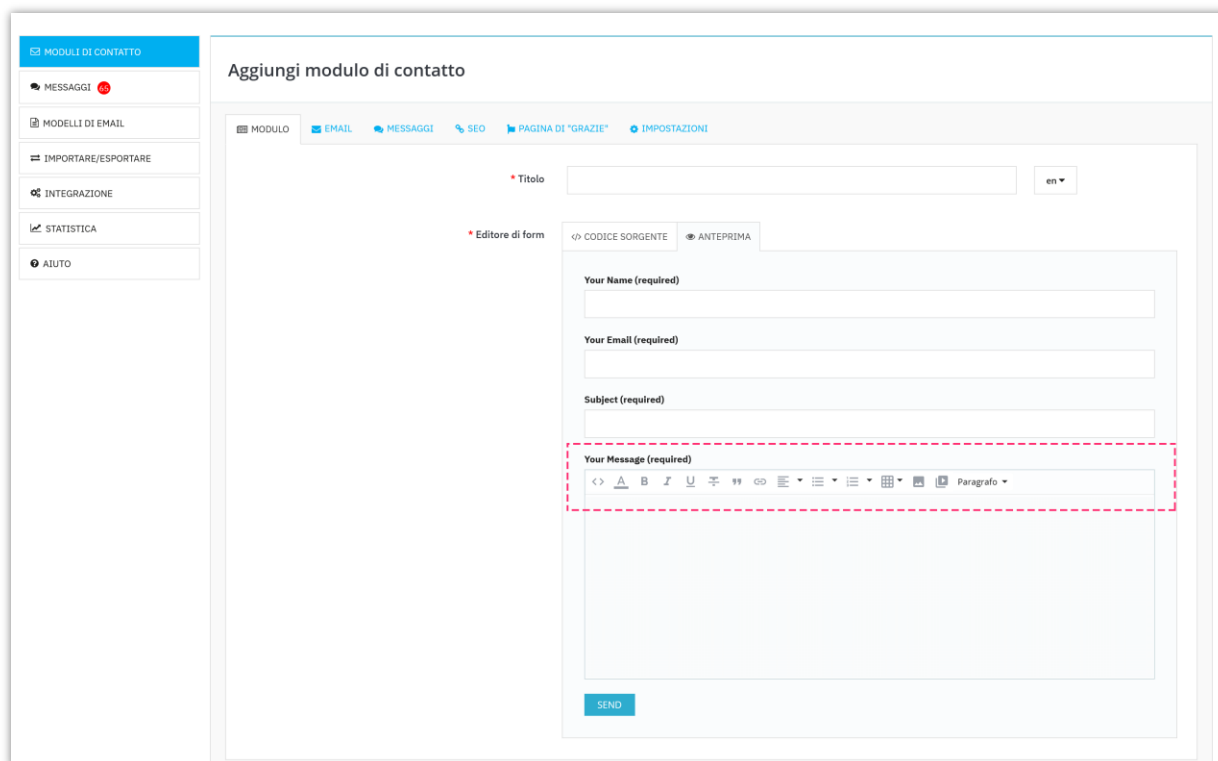 MODULI DI CONTATTO
MESSAGGI 65
MODELLI DI EMAIL
IMPORTARE/ESPORTARE
INTEGRAZIONE
STATISTICA
AIUTO
Aggiungi modulo di contatto
MODULO EMAIL MESSAGGI SEO PAGINA DI "GRAZIE" IMPOSTAZIONI
* Titolo en
* Editore di form </> CODICE SORGENTE ANTEPRIMA
Your Name (required)
Your Email (required)
Subject (required)
Your Message (required)
<> A B I U T Paragrafo
SEND